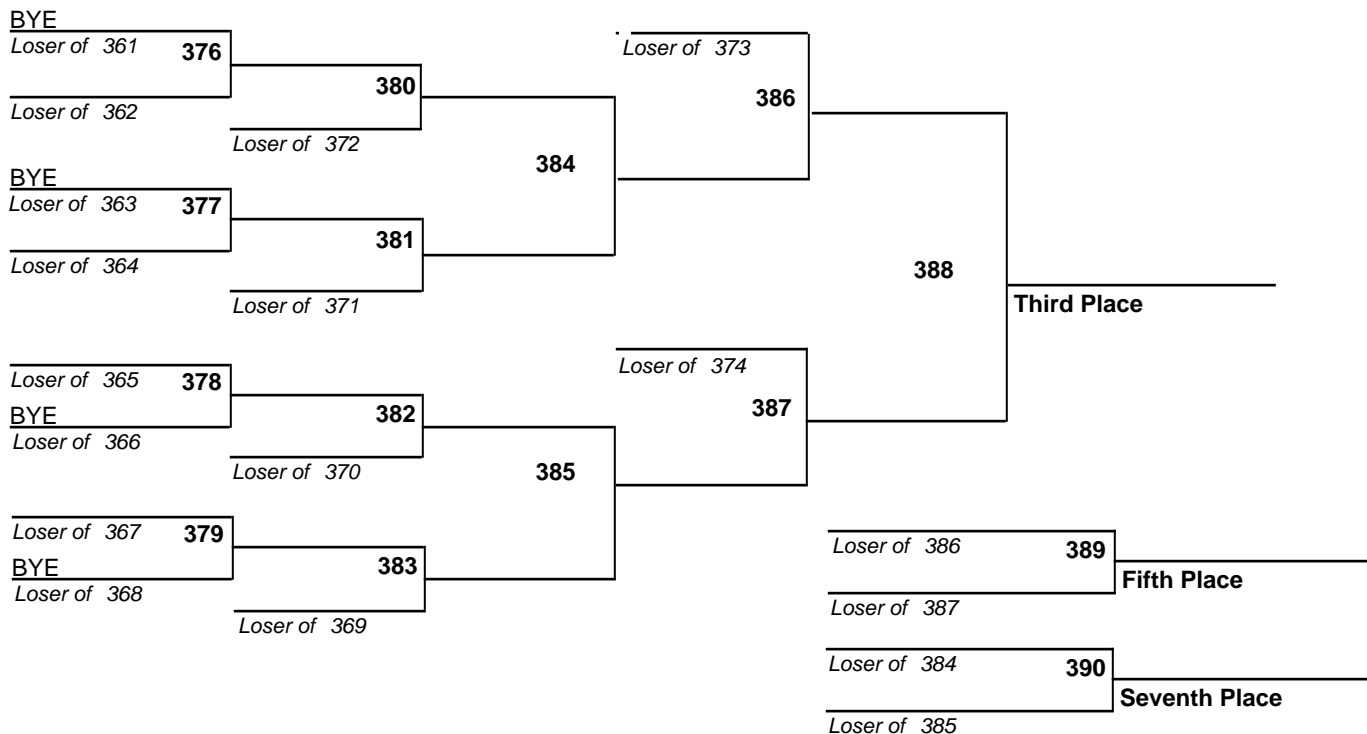 BYE
Loser of 361
376
Loser of 362
380
Loser of 372
BYE
Loser of 363
377
Loser of 364
381
Loser of 371
384
Loser of 373
386
388
Third Place
Loser of 365
378
BYE
Loser of 366
382
Loser of 370
385
Loser of 374
387
Loser of 367
379
BYE
Loser of 368
383
Loser of 369
Loser of 386
389
Fifth Place
Loser of 387
Loser of 384
390
Seventh Place
Loser of 385